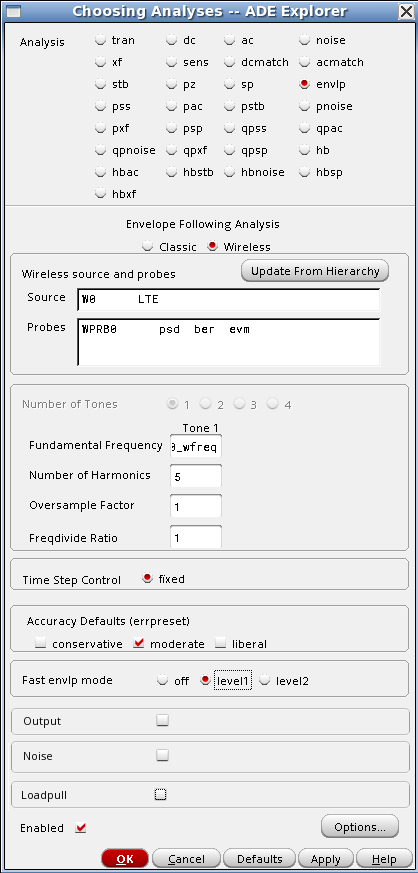 Choosing Analyses -- ADE Explorer
Analysis tran dc ac noise
xf sens dcmatch acmatch
stb pz sp envlp
pss pac pstb pnoise
pxf psp qpss qpac
qpnoise qpxf qpsp hb
hbac hbstb hbnoise hbsp
hbxf
Envelope Following Analysis
Classic Wireless
Wireless source and probes Update From Hierarchy
Source W0 LTE
Probes WPRB0 psd ber evm
Number of Tones 1 2 3 4
Tone 1
Fundamental Frequency 0_wfreq
Number of Harmonics 5
Oversample Factor 1
Freqdivide Ratio 1
Time Step Control fixed
Accuracy Defaults (errpreset)
conservative moderate liberal
Fast envlp mode off level1 level2
Output
Noise
Loadpull
Enabled Options...
OK Cancel Defaults Apply Help